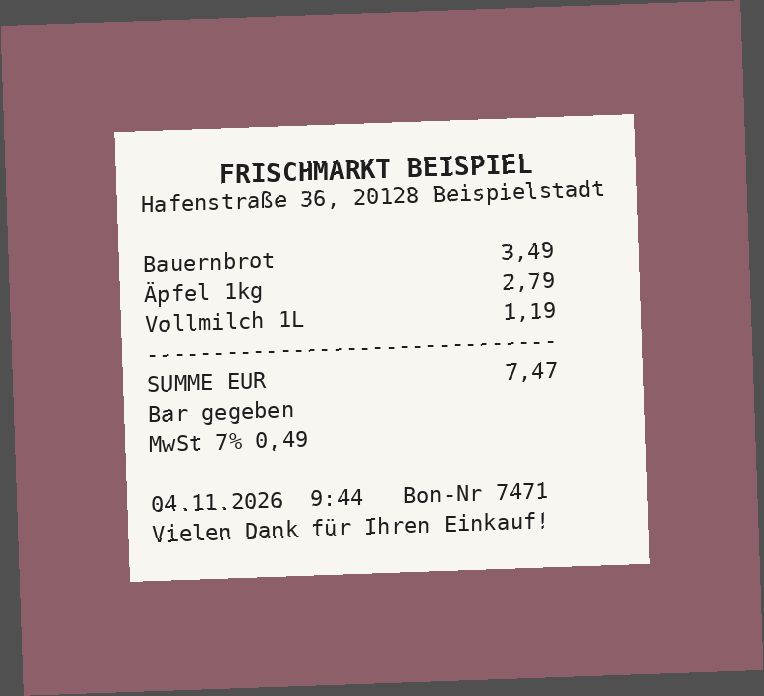 FRISCHMARKT BEISPIEL
Hafenstraße 36, 20128 Beispielstadt
Bauernbrot 3,49
Äpfel 1kg 2,79
Vollmilch 1L 1,19
-------------------------------
SUMME EUR 7,47
Bar gegeben
MwSt 7% 0,49
04.11.2026 9:44 Bon-Nr 7471
Vielen Dank für Ihren Einkauf!